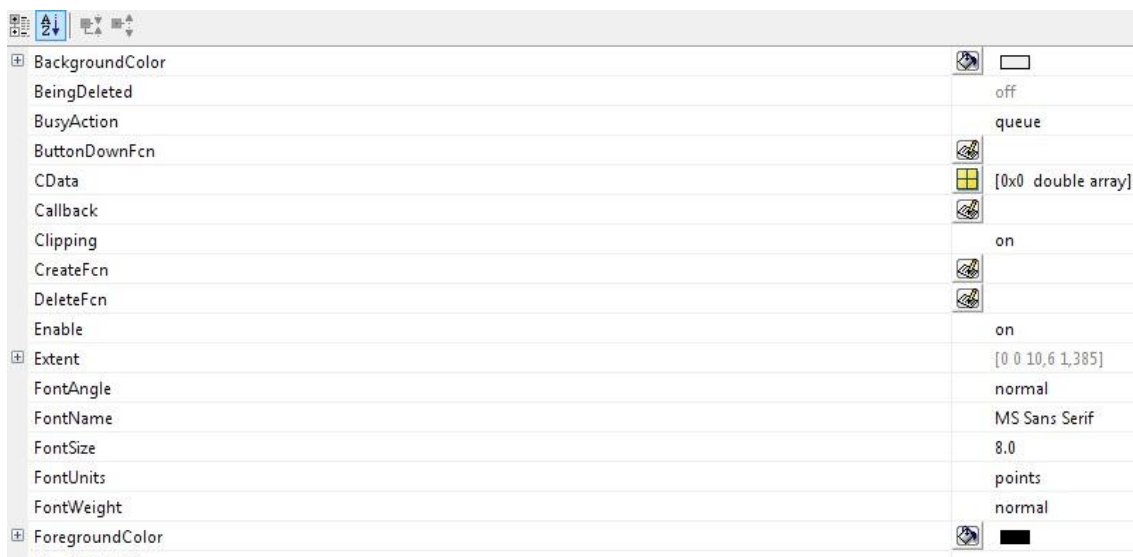 BackgroundColor
BeingDeleted off
BusyAction queue
ButtonDownFcn
CData [0x0 double array]
Callback
Clipping on
CreateFcn
DeleteFcn
Enable on
Extent [0 0 10,6 1,385]
FontAngle normal
FontName MS Sans Serif
FontSize 8.0
FontUnits points
FontWeight normal
ForegroundColor